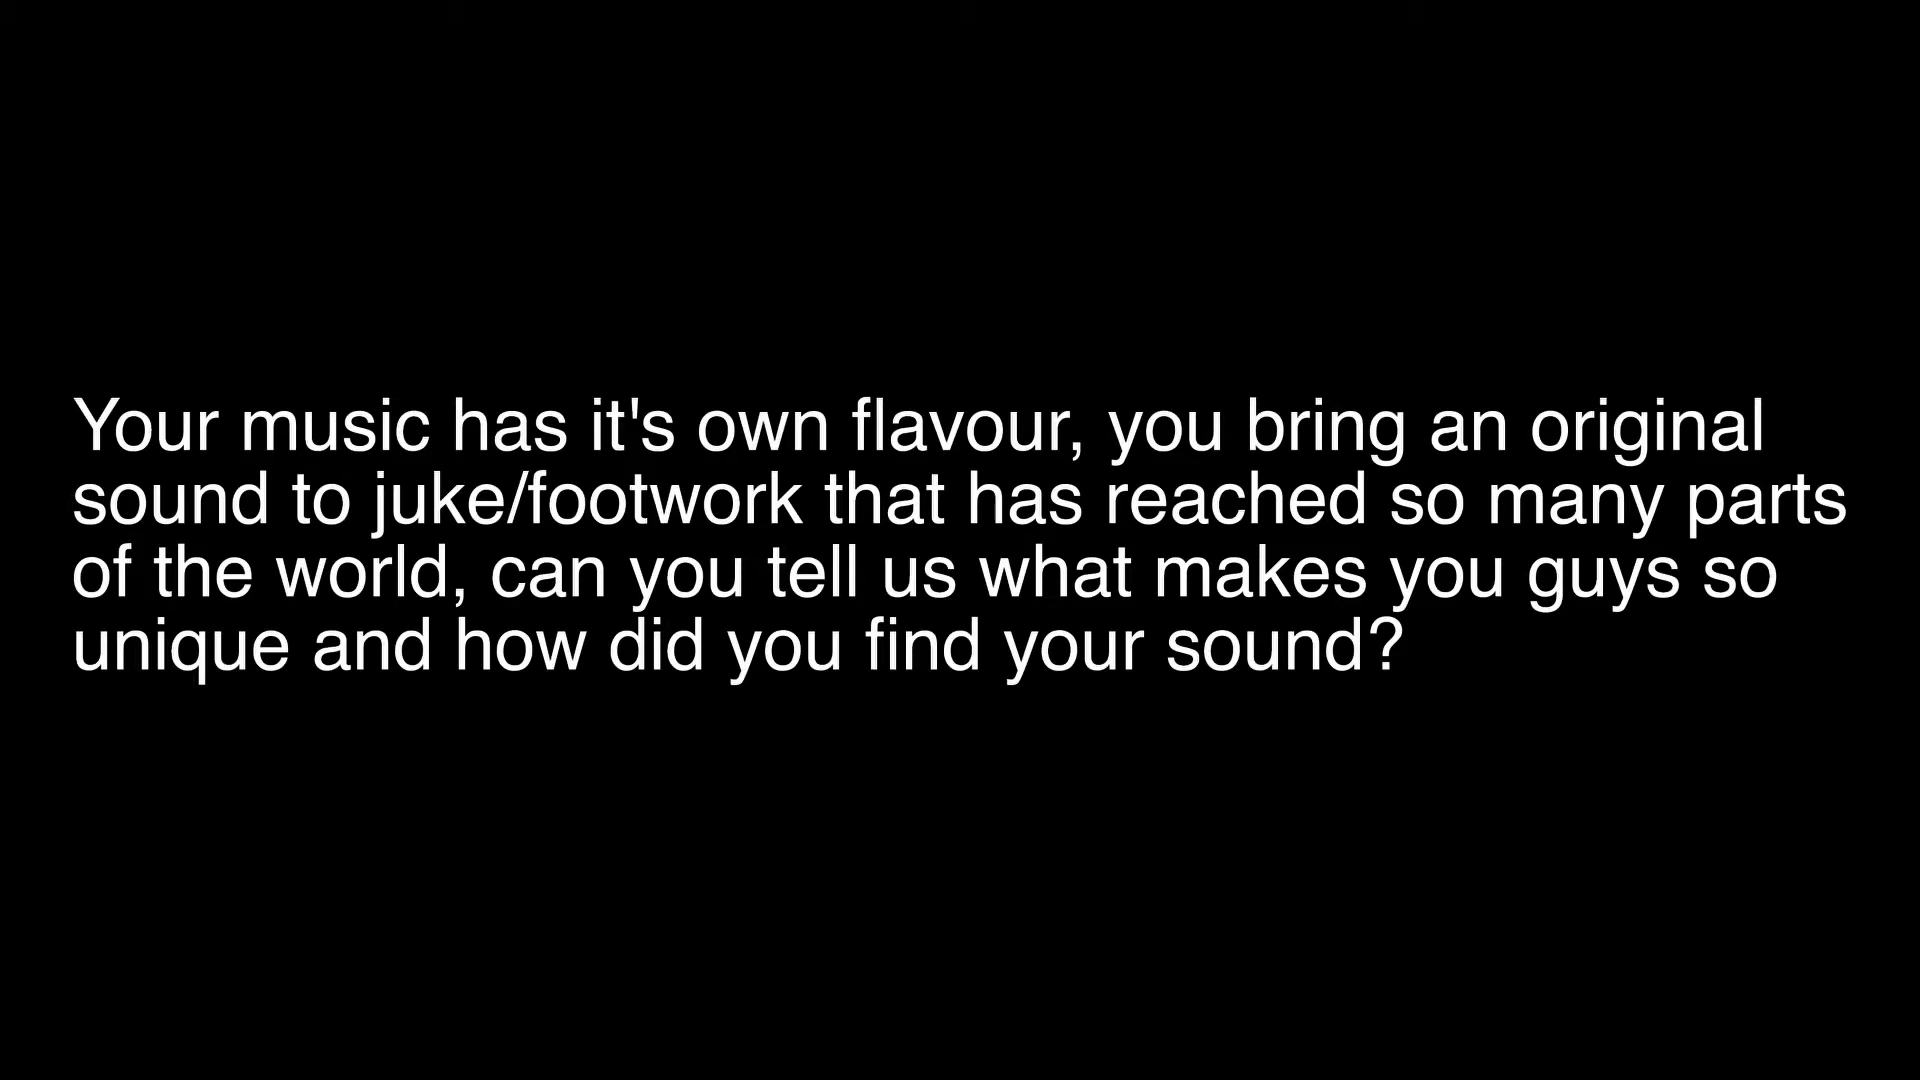 Your music has it's own flavour, you bring an original
sound to juke/footwork that has reached so many parts
of the world, can you tell us what makes you guys so
unique and how did you find your sound?